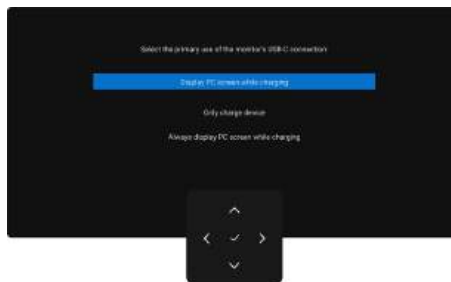 Select the primary use of the monitor's USB-C connection
Display PC screen while charging
Only charge device
Always display PC screen while charging